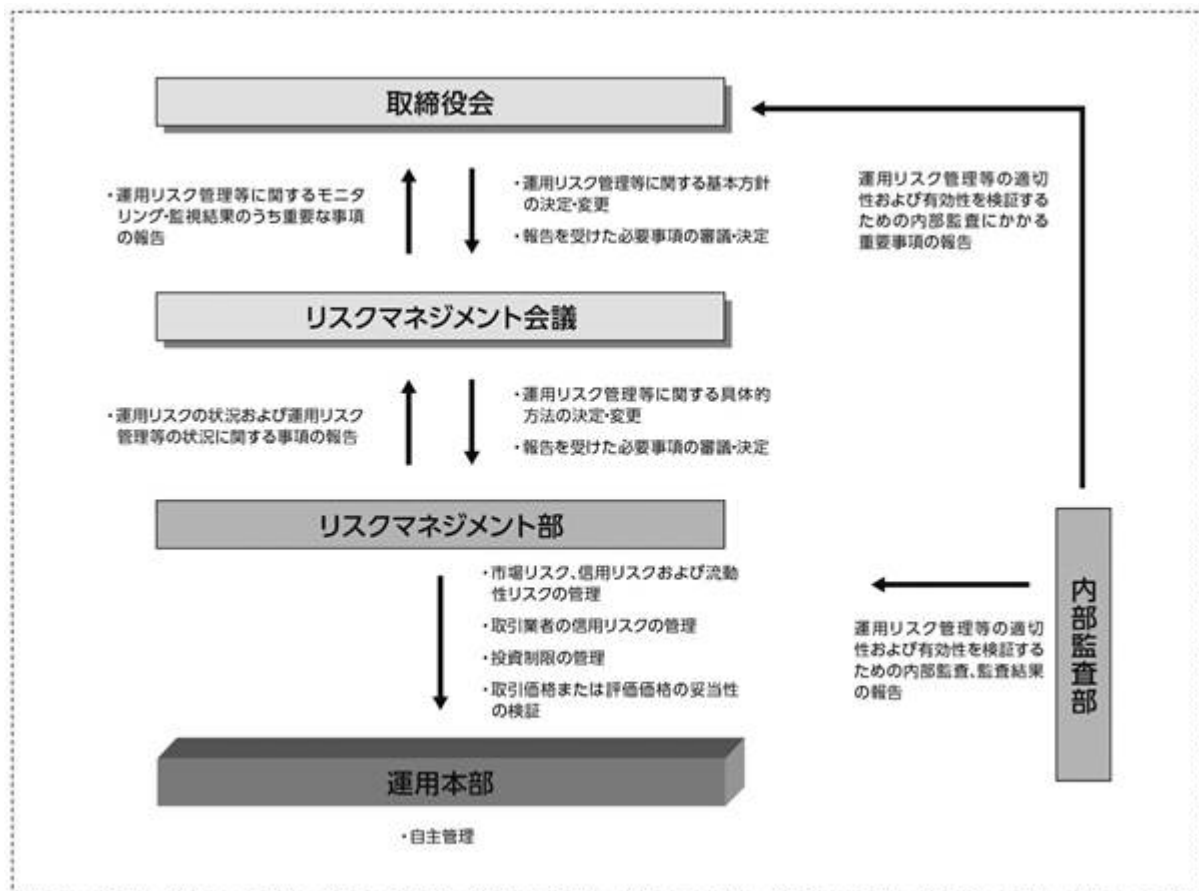 取締役会
・運用リスク管理等に関するモニタ
リング・監視結果のうち重要な事項
の報告
・運用リスク管理等に関する基本方針
の決定・変更
・報告を受けた必要事項の審議・決定
運用リスク管理等の適切
性および有効性を検証す
るための内部監査にかかる
重要事項の報告
リスクマネジメント会議
・運用リスクの状況および運用リスク
管理等の状況に関する事項の報告
・運用リスク管理等に関する具体的
方法の決定・変更
・報告を受けた必要事項の審議・決定
リスクマネジメント部
・市場リスク、信用リスクおよび流動
性リスクの管理
・取引業者の信用リスクの管理
・投資制限の管理
・取引価格または評価価格の妥当性
の検証
運用リスク管理等の適切
性および有効性を検証する
ための内部監査、監査結果
の報告
内部監査部
運用本部
・自主管理